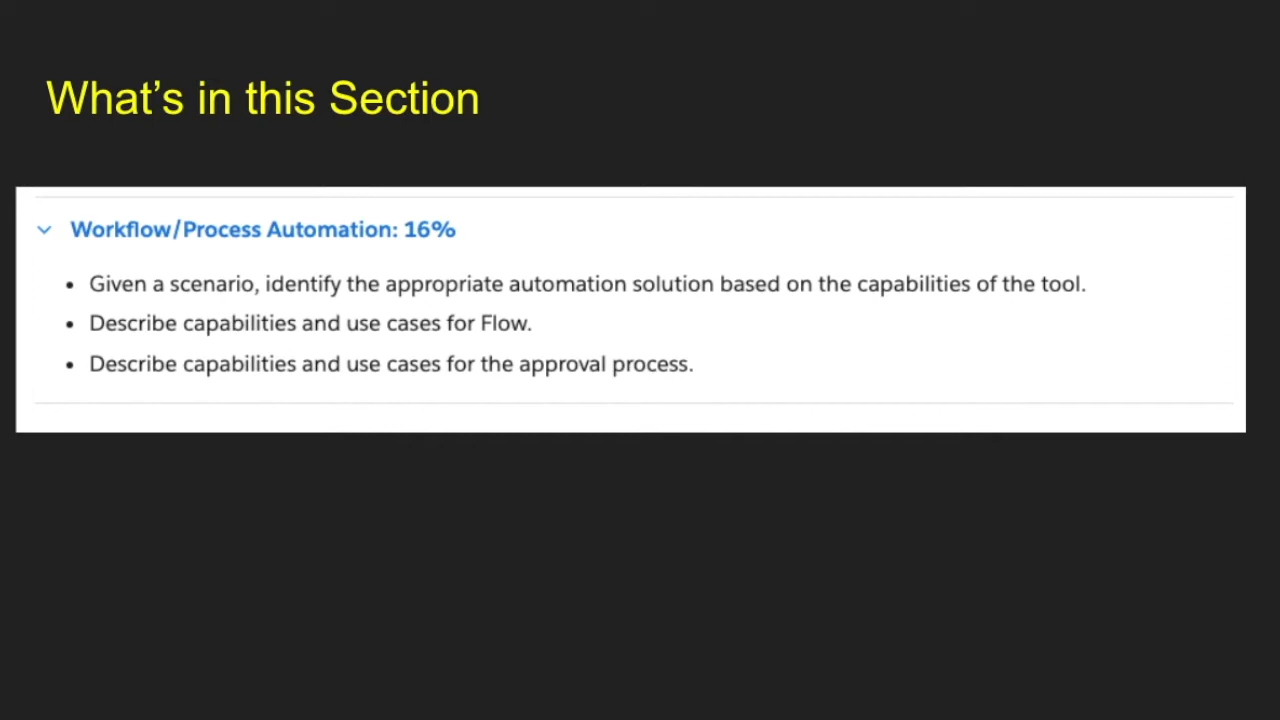 What’s in this Section
Workflow/Process Automation: 16%
• Given a scenario, identify the appropriate automation solution based on the capabilities of the tool.
• Describe capabilities and use cases for Flow.
• Describe capabilities and use cases for the approval process.